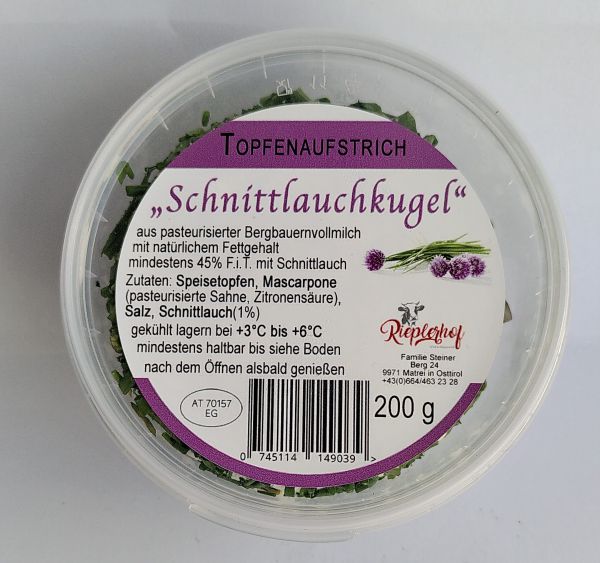 TOPFENAUFSTRICH
„Schnittlauchkugel“
aus pasteurisierter Bergbauernvollmilch
mit natürlichem Fettgehalt
mindestens 45% F.i.T. mit Schnittlauch
Zutaten: Speisetopfen, Mascarpone
(pasteurisierte Sahne, Zitronensäure),
Salz, Schnittlauch(1%)
gekühlt lagern bei +3°C bis +6°C
mindestens haltbar bis siehe Boden
nach dem Öffnen alsbald genießen
Rieplerhof
Familie Steiner
Berg 24
9971 Matrei in Osttirol
+43(0)664/463 23 28
AT 70157
EG
200 g
0 745114 149039 >